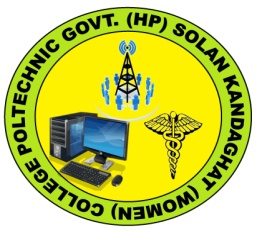 COLLEGE POLTECHNIC GOVT. (HP) SOLAN KANDAGHAT (WOMEN)